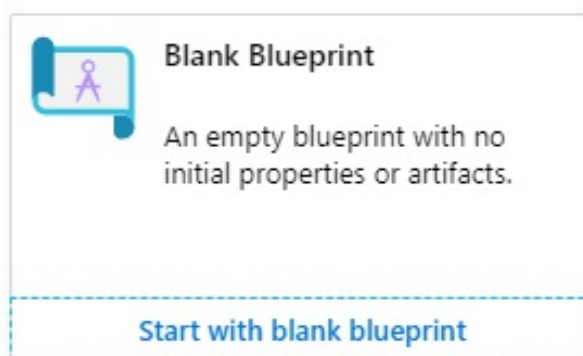 Blank Blueprint
An empty blueprint with no
initial properties or artifacts.
Start with blank blueprint